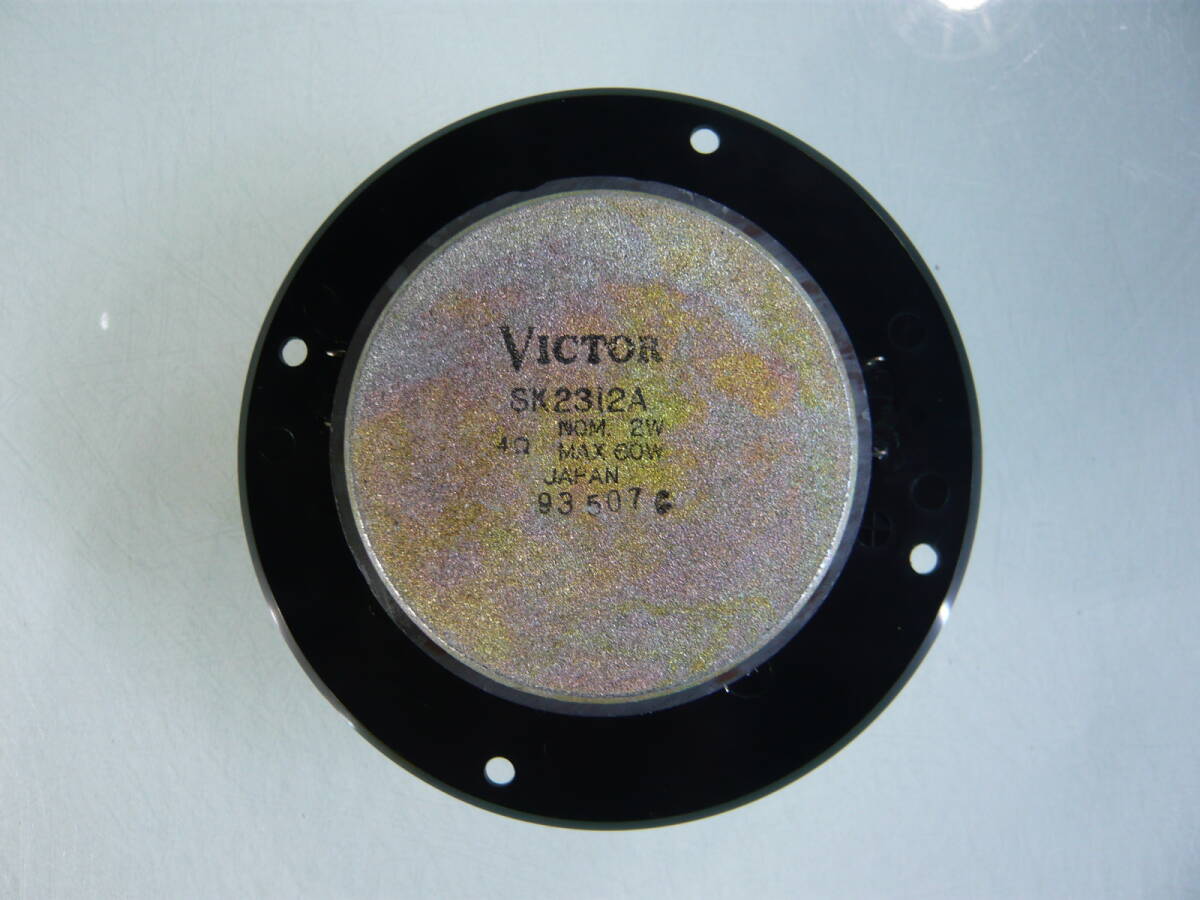 VICTOR
SK2312A
NOM. 2W
4Ω MAX 60W
JAPAN
93 507